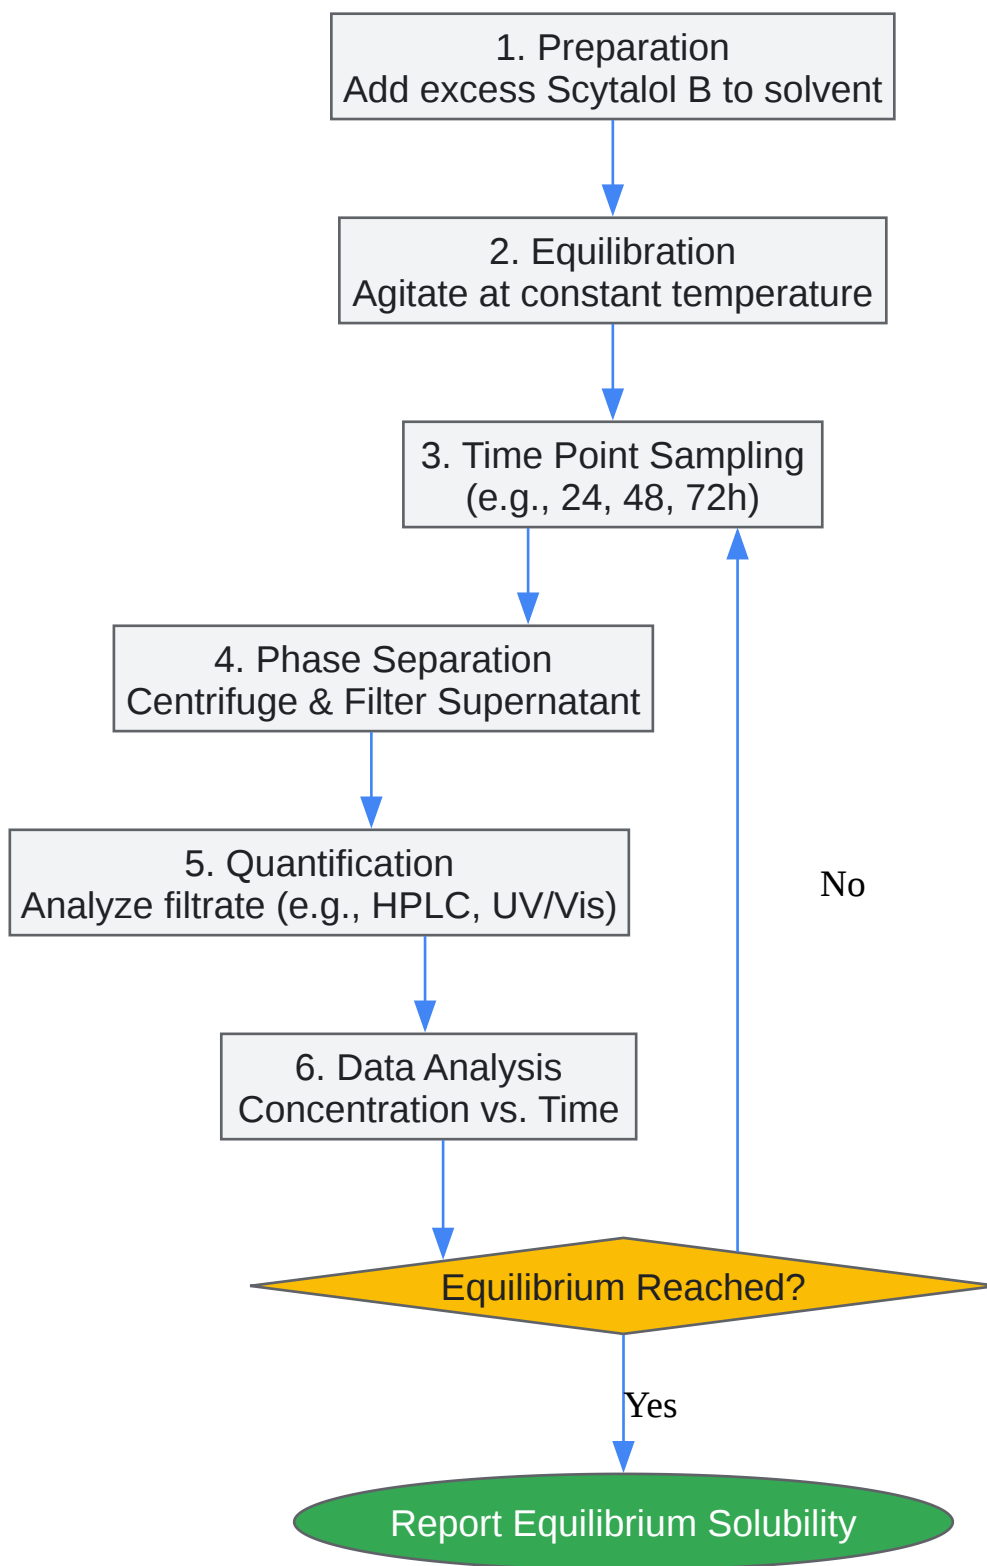 1. Preparation
Add excess Scytalol B to solvent
2. Equilibration
Agitate at constant temperature
3. Time Point Sampling
(e.g., 24, 48, 72h)
4. Phase Separation
Centrifuge & Filter Supernatant
5. Quantification
Analyze filtrate (e.g., HPLC, UV/Vis)
No
6. Data Analysis
Concentration vs. Time
Equilibrium Reached?
Yes
Report Equilibrium Solubility